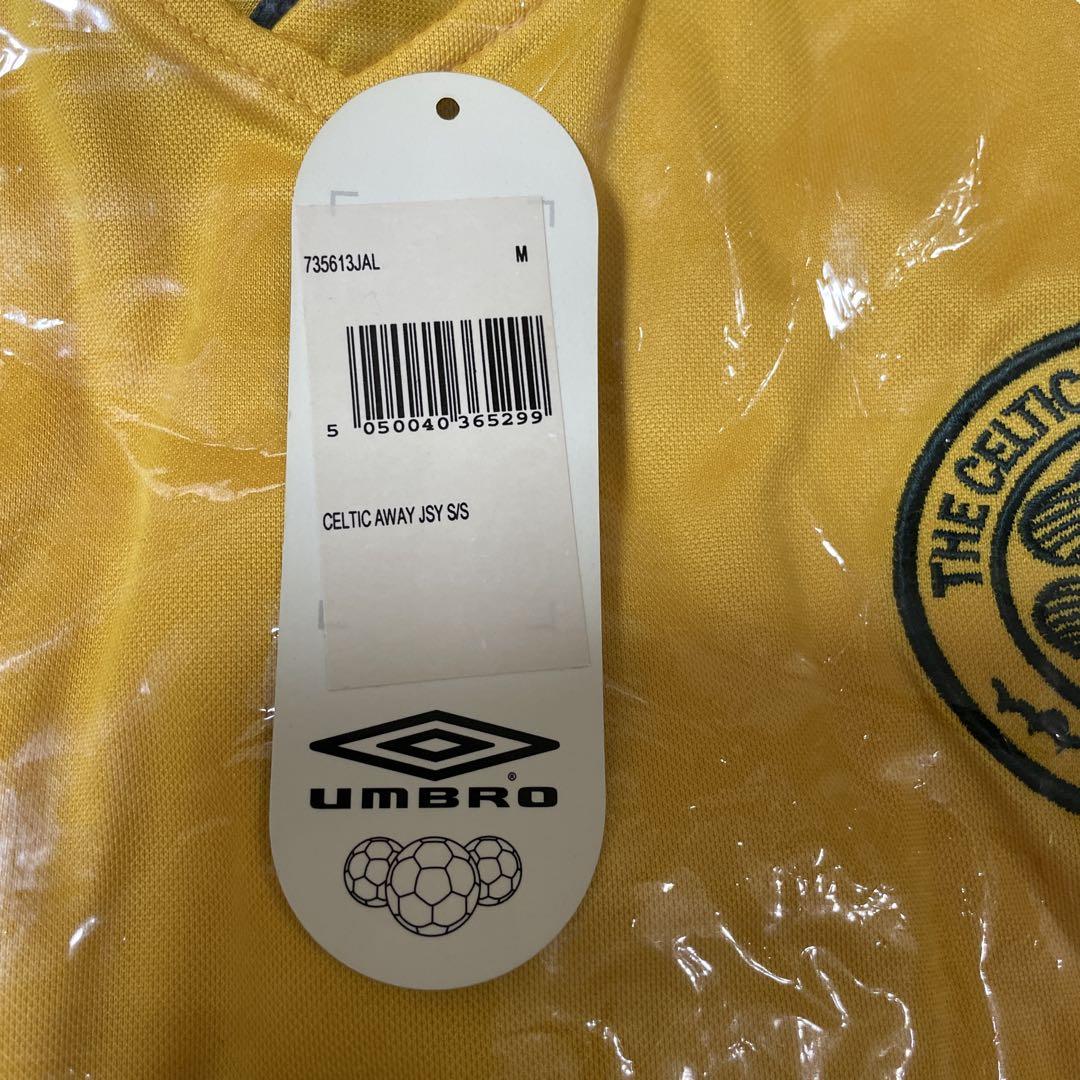 735613JAL M
5 050040 365299
CELTIC AWAY JSY S/S
UMBRO®
THE CELTIC